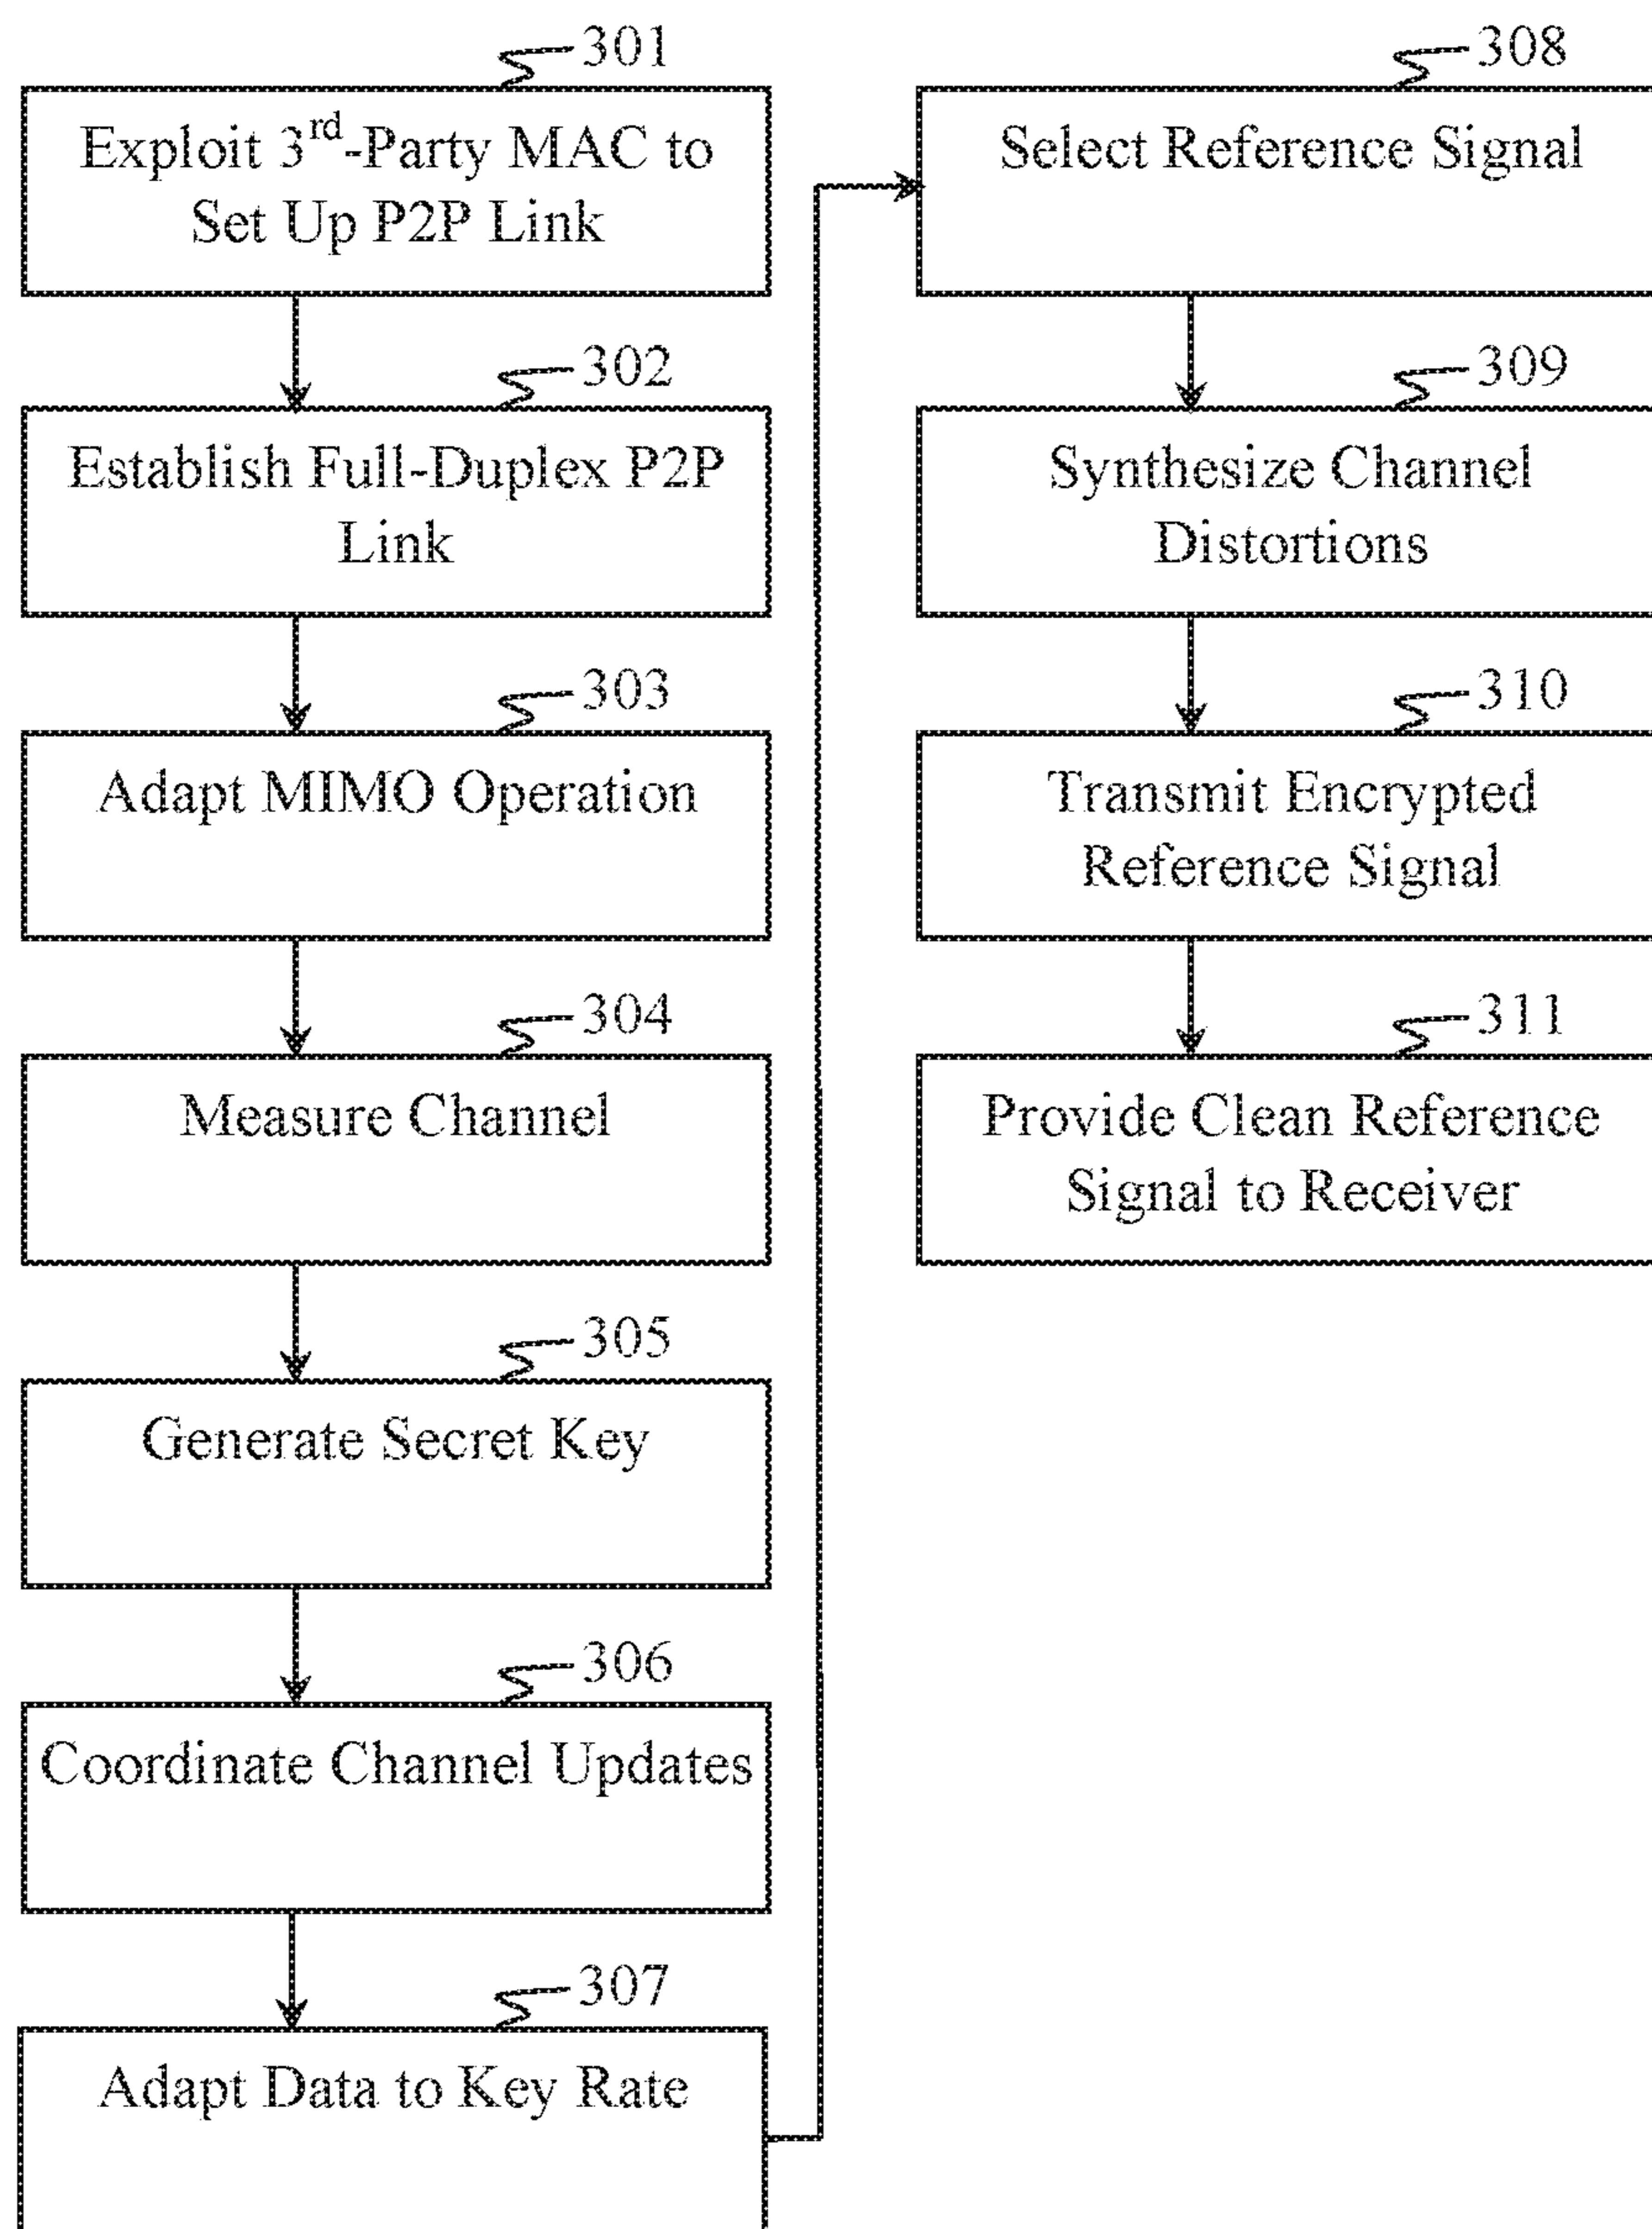 301
Exploit 3rd-Party MAC to
Set Up P2P Link
302
Establish Full-Duplex P2P
Link
303
Adapt MIMO Operation
304
Measure Channel
305
Generate Secret Key
306
Coordinate Channel Updates
307
Adapt Data to Key Rate
308
Select Reference Signal
309
Synthesize Channel
Distortions
310
Transmit Encrypted
Reference Signal
311
Provide Clean Reference
Signal to Receiver